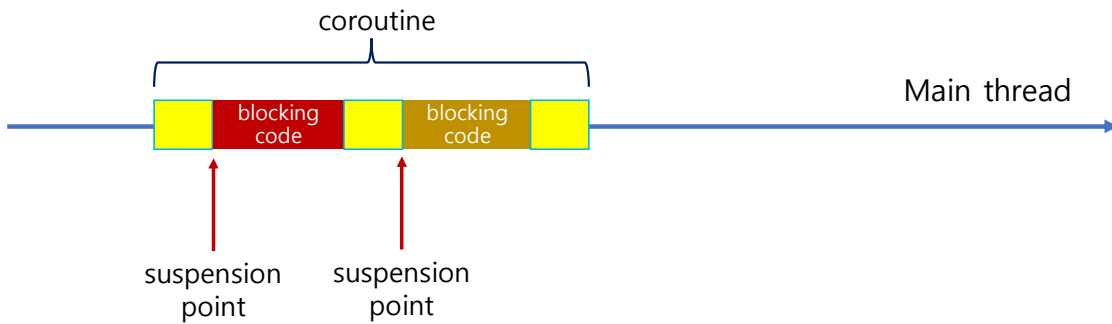 coroutine
Main thread
blocking
code
blocking
code
suspension
point
suspension
point